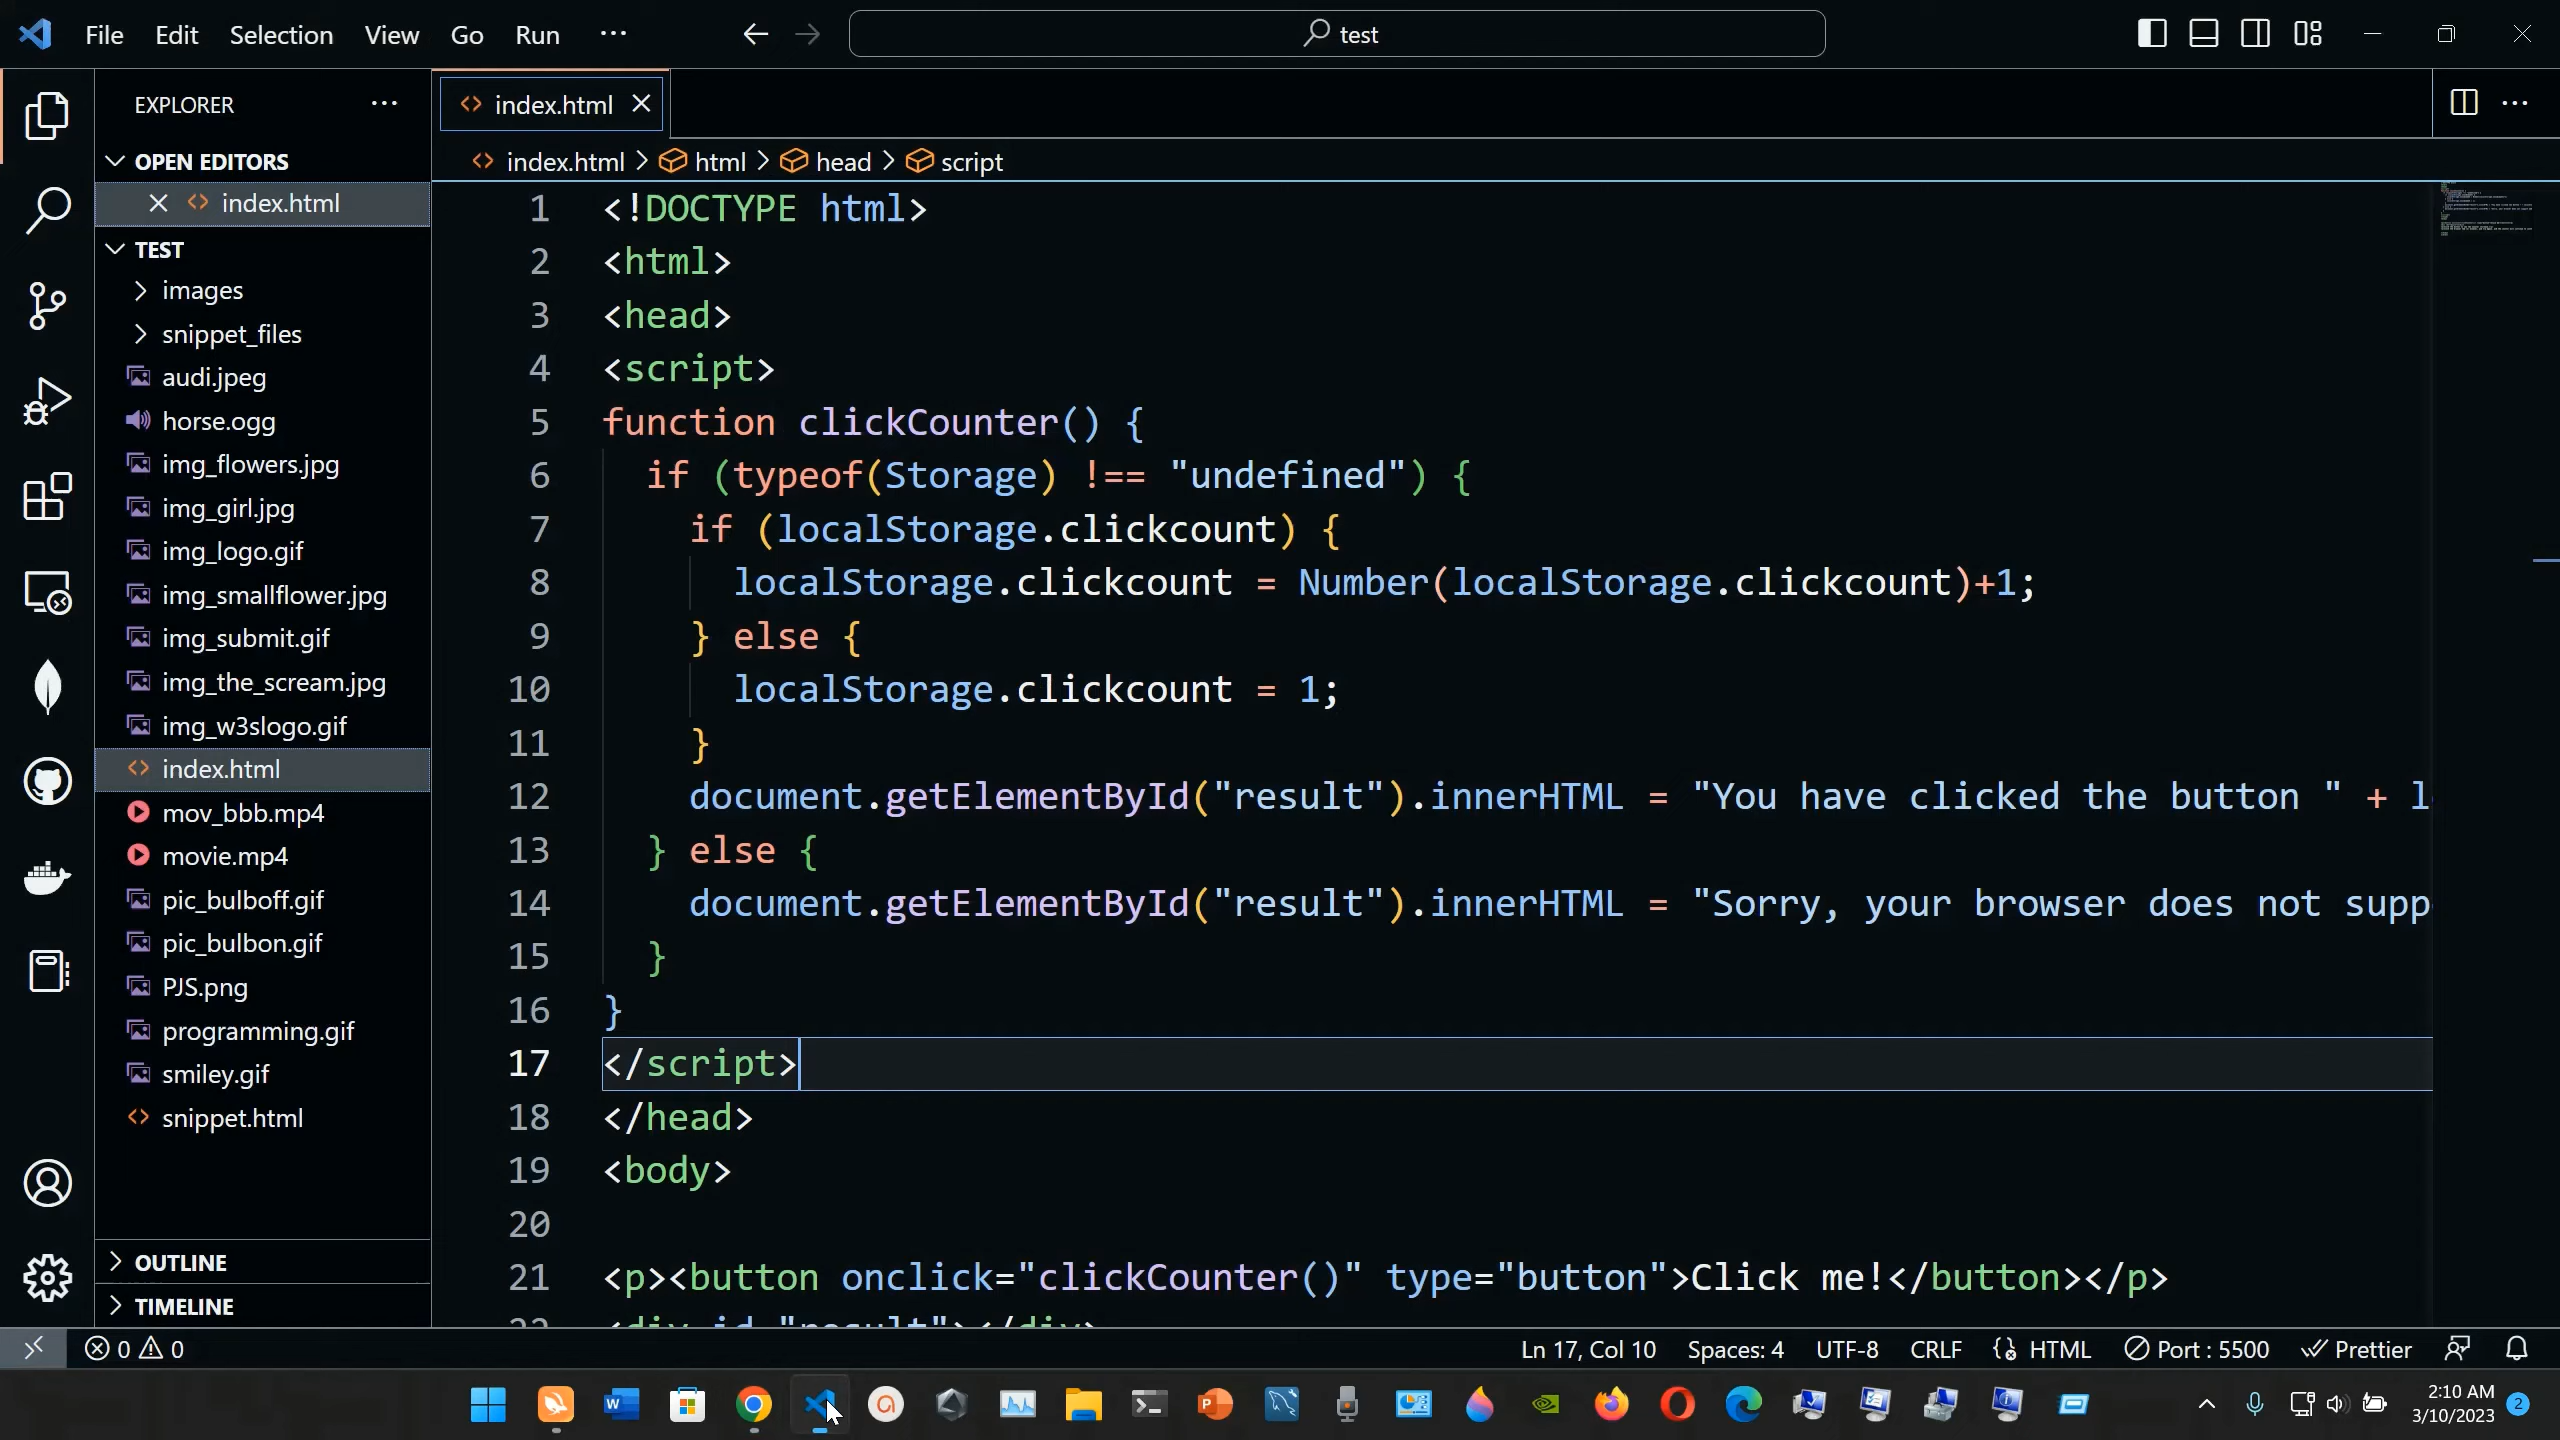 File Edit Selection View Go Run ...
test
EXPLORER
OPEN EDITORS
index.html
TEST
images
snippet_files
audi.jpeg
horse.ogg
img_flowers.jpg
img_girl.jpg
img_logo.gif
img_smallflower.jpg
img_submit.gif
img_the_scream.jpg
img_w3slogo.gif
index.html
mov_bbb.mp4
movie.mp4
pic_bulboff.gif
pic_bulbon.gif
PJS.png
programming.gif
smiley.gif
snippet.html
OUTLINE
TIMELINE
index.html
index.html > html > head > script
1 <!DOCTYPE html>
2 <html>
3 <head>
4 <script>
5 function clickCounter() {
6 if (typeof(Storage) !== "undefined") {
7 if (localStorage.clickcount) {
8 localStorage.clickcount = Number(localStorage.clickcount)+1;
9 } else {
10 localStorage.clickcount = 1;
11 }
12 document.getElementById("result").innerHTML = "You have clicked the button " + l
13 } else {
14 document.getElementById("result").innerHTML = "Sorry, your browser does not supp
15 }
16 }
17 </script>
18 </head>
19 <body>
20
21 <p><button onclick="clickCounter()" type="button">Click me!</button></p>
22 <div id="result"></div>
0 0
Ln 17, Col 10 Spaces: 4 UTF-8 CRLF HTML Port : 5500 Prettier
2:10 AM
3/10/2023
2